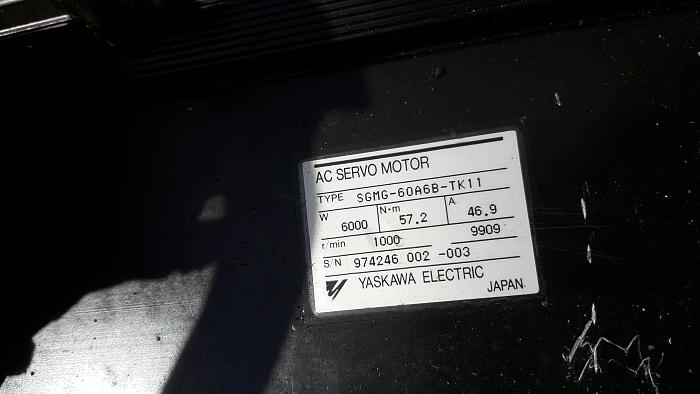 AC SERVO MOTOR
TYPE SGMG-60A6B-TK11
W 6000 N·m 57.2 A 46.9
r/min 1000 9909
S/N 974246 002 -003
YASKAWA ELECTRIC
JAPAN